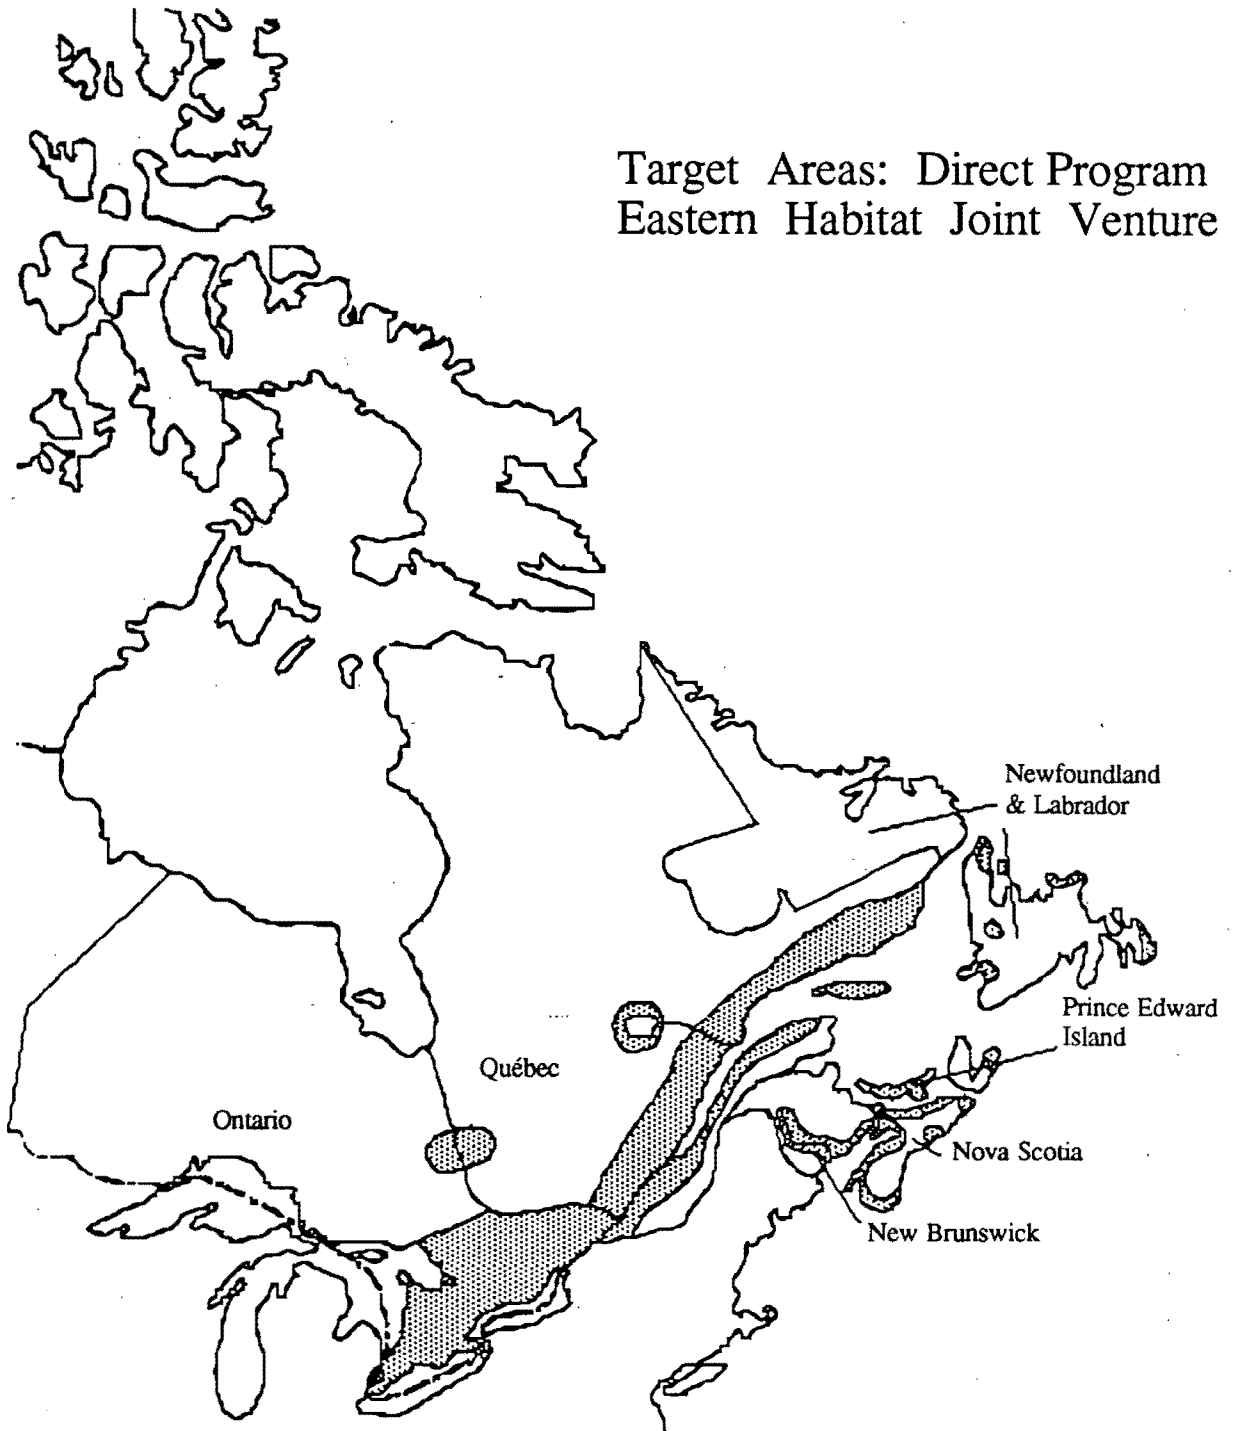 Target Areas: Direct Program
Eastern Habitat Joint Venture
Newfoundland
& Labrador
Prince Edward
Island
Québec
Ontario
Nova Scotia
New Brunswick